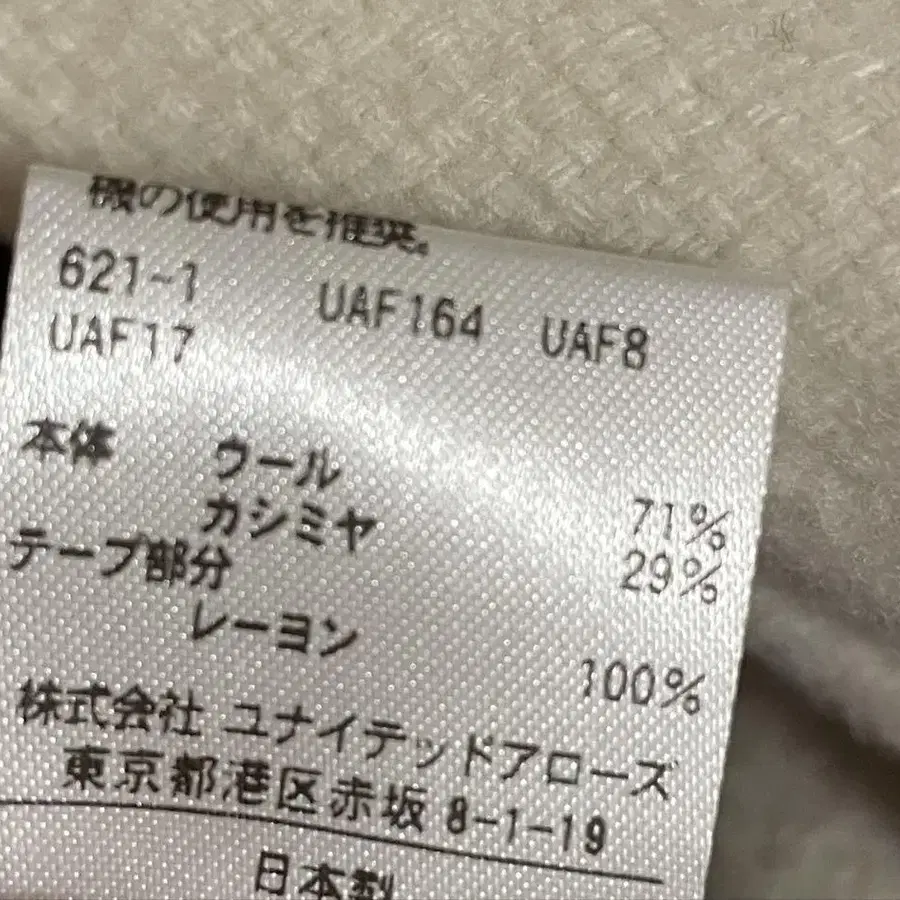 機の使用を推奨。
621-1 UAF164 UAF8
UAF17
本体 ウール 71%
カシミヤ 29%
テープ部分
レーヨン 100%
株式会社 ユナイテッドアローズ
東京都港区赤坂 8-1-19
日本製